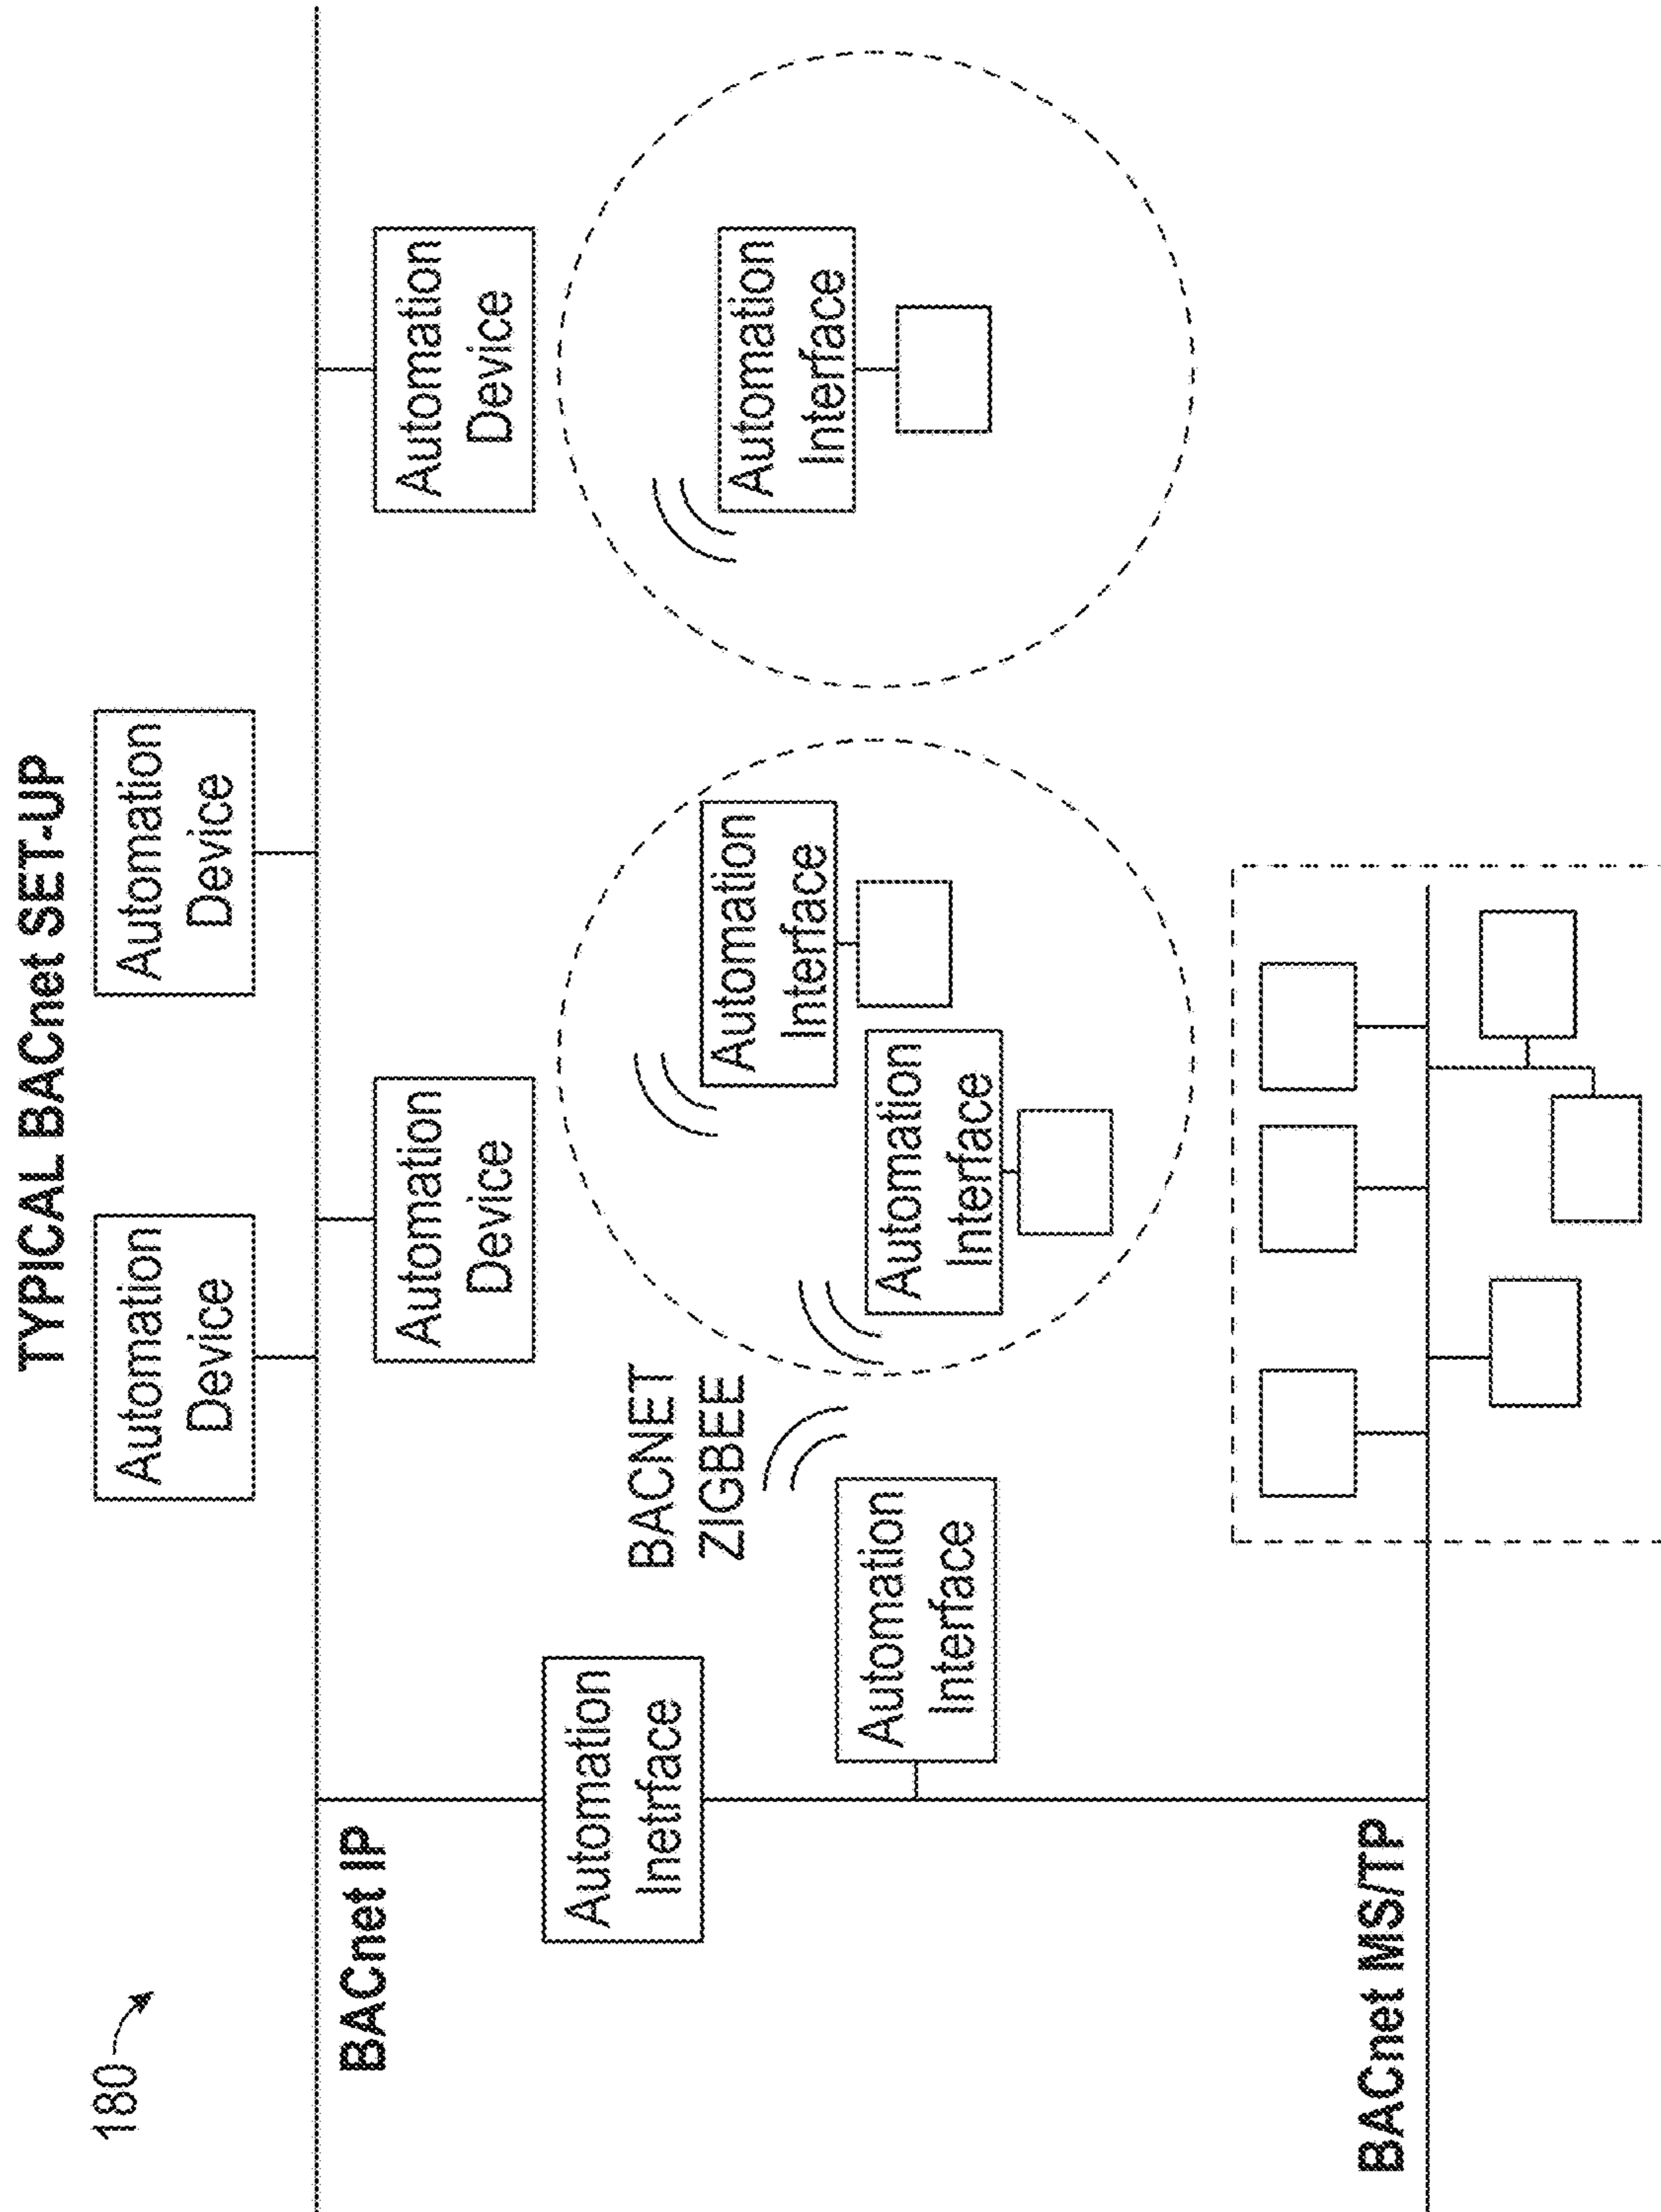 TYPICAL BACnet SET-UP
180
Automation
Device
Automation
Device
BACnet IP
Automation
Device
Automation
Device
Automation
Inetrface
BACNET
ZIGBEE
Automation
Interface
Automation
Interface
Automation
Interface
Automation
Interface
BACnet MS/TP